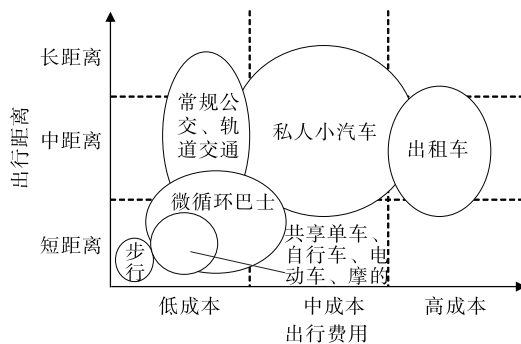 出行距离
长距离
中距离
短距离
常规公
交、轨
道交通
私人小汽车
出租车
微循环巴士
步
行
共享单车、
自行车、电
动车、摩的
低成本
中成本
高成本
出行费用